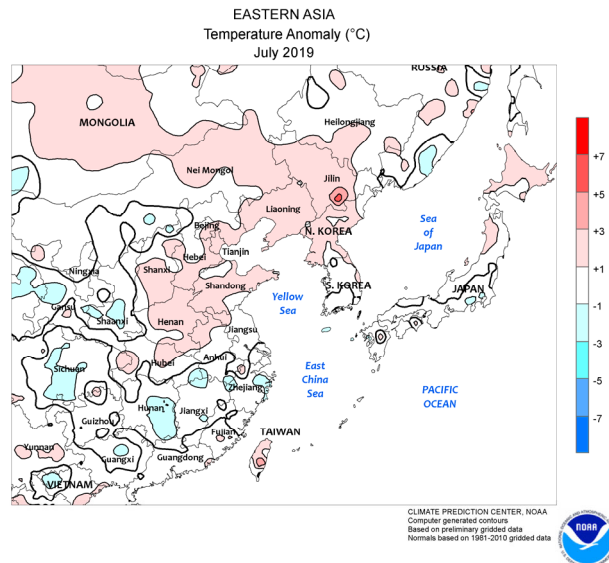 EASTERN ASIA
Temperature Anomaly (°C)
July 2019
RUSSIA
MONGOLIA
Heilongjiang
Nei Mongol
Jilin
Liaoning
Beijing
N. KOREA
Sea
of
Japan
Hebei
Tianjin
Ningxia
Shanxi
Shandong
S. KOREA
JAPAN
Yellow
Sea
Gansu
Shaanxi
Henan
Jiangsu
Hubei
Anhui
Sichuan
East
China
Sea
Zhejiang
PACIFIC
OCEAN
Hunan
Jiangxi
Guizhou
Fujian
TAIWAN
Yunnan
Guangxi
Guangdong
VIETNAM
+7
+5
+3
+1
-1
-3
-5
-7
CLIMATE PREDICTION CENTER, NOAA
Computer generated contours
Based on preliminary gridded data
Normals based on 1981-2010 gridded data
NOAA